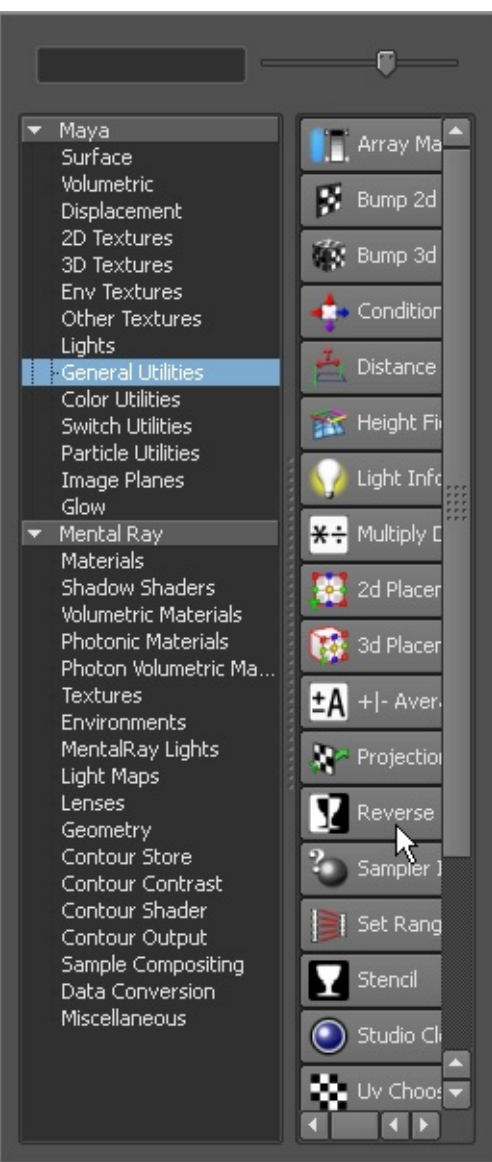 Maya
Surface
Volumetric
Displacement
2D Textures
3D Textures
Env Textures
Other Textures
Lights
General Utilities
Color Utilities
Switch Utilities
Particle Utilities
Image Planes
Glow
Mental Ray
Materials
Shadow Shaders
Volumetric Materials
Photonic Materials
Photon Volumetric Ma...
Textures
Environments
MentalRay Lights
Light Maps
Lenses
Geometry
Contour Store
Contour Contrast
Contour Shader
Contour Output
Sample Compositing
Data Conversion
Miscellaneous
Array Ma
Bump 2d
Bump 3d
Condition
Distance
Height Fi
Light Info
Multiply D
2d Placer
3d Placer
+|- Avera
Projection
Reverse
Sampler I
Set Rang
Stencil
Studio Cl
Uv Choos